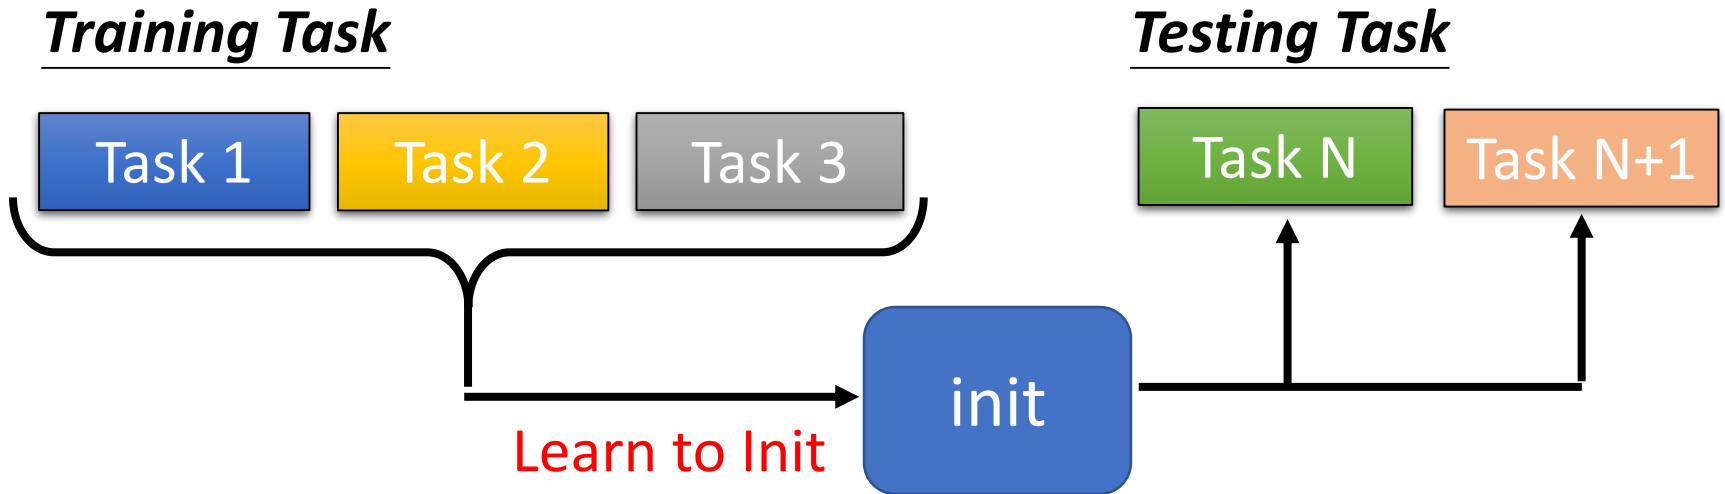 Training Task
Testing Task
Task 1
Task 2
Task 3
Task N
Task N+1
init
Learn to Init